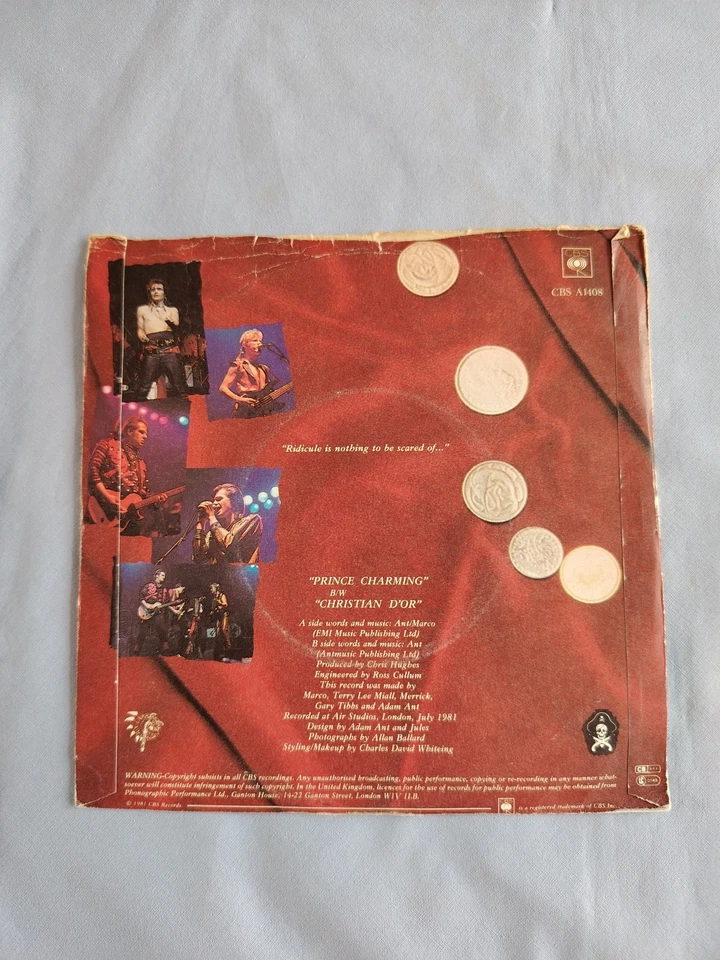 CBS
CBS A1408
"Ridicule is nothing to be scared of..."
"PRINCE CHARMING"
B/W
"CHRISTIAN D'OR"
A side words and music: Ant/Marco
(EMI Music Publishing Ltd)
B side words and music: Ant
(Antmusic Publishing Ltd)
Produced by Chris Hughes
Engineered by Ross Cullum
This record was made by
Marco, Terry Lee Miall, Merrick,
Gary Tibbs and Adam Ant
Recorded at Air Studios, London, July 1981
Design by Adam Ant and Jules
Photographs by Allan Ballard
Styling/Makeup by Charles David Whiteing
WARNING-Copyright subsists in all CBS recordings. Any unauthorised broadcasting, public performance, copying or re-recording in any manner what-
soever will constitute infringement of such copyright. In the United Kingdom, licences for the use of records for public performance may be obtained from
Phonographic Performance Ltd., Ganton House, 14-22 Ganton Street, London W1V 1LB.
© 1981 CBS Records
is a registered trademark of CBS Inc.